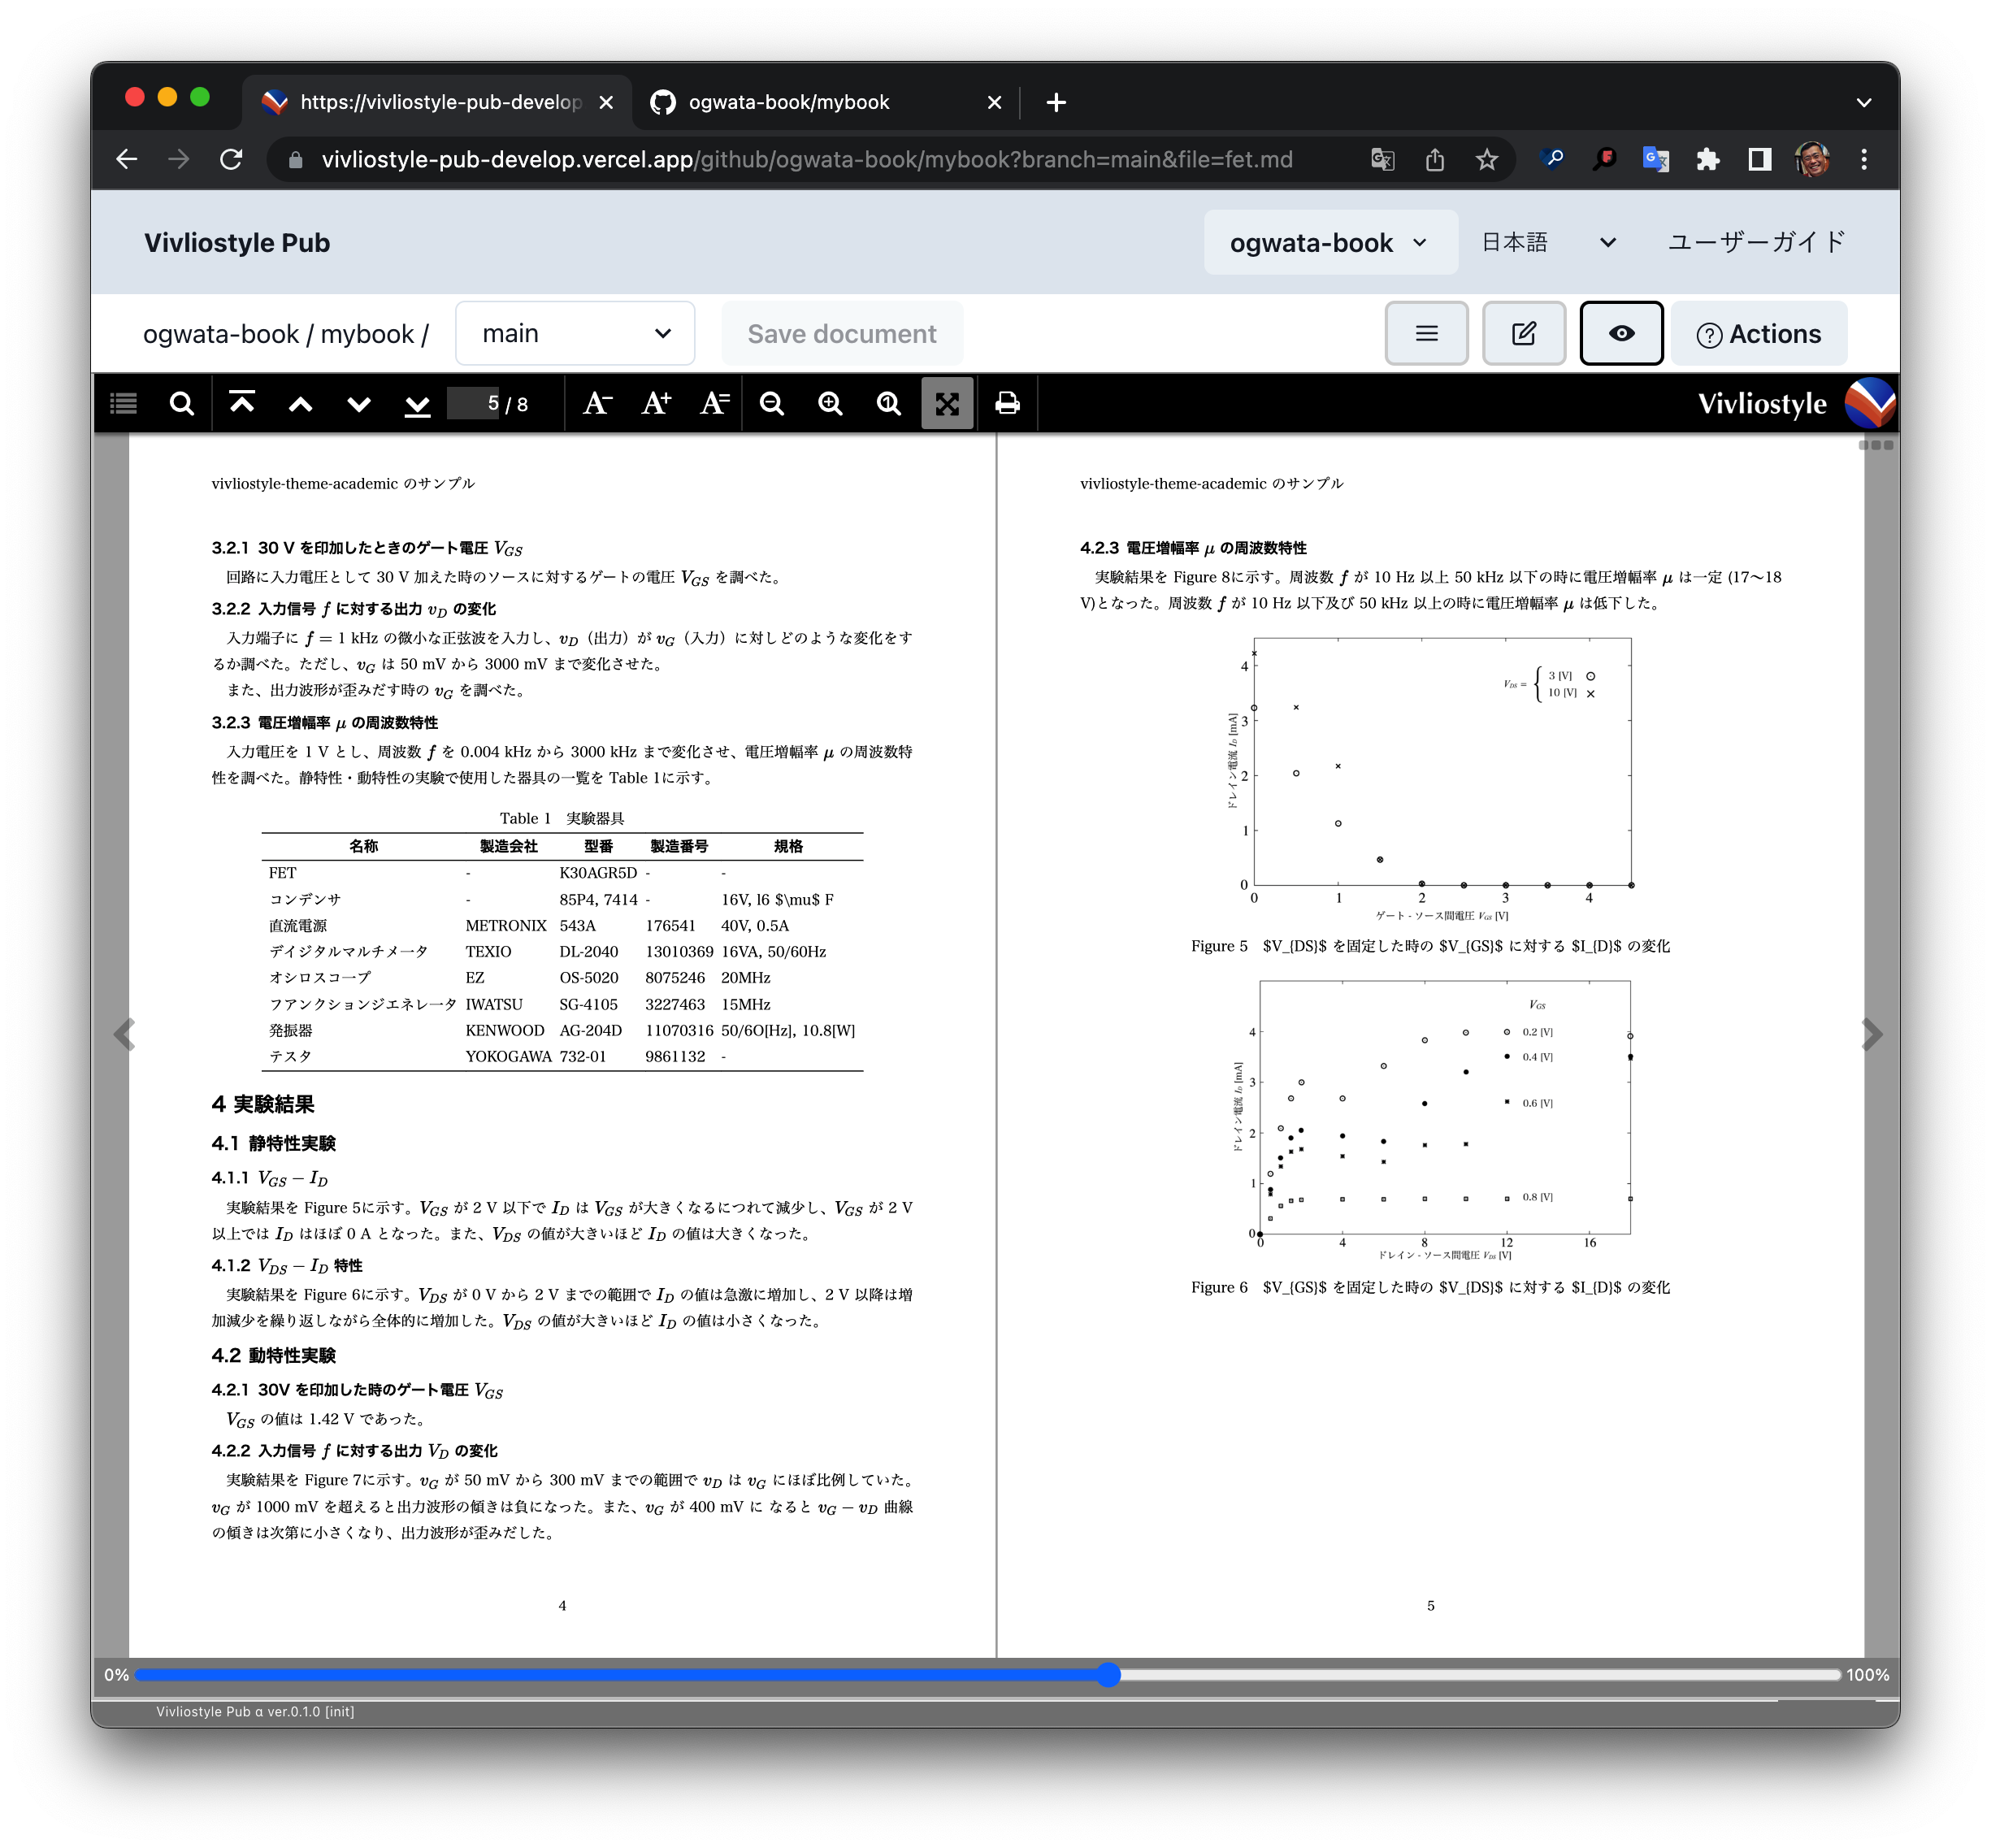 https://vivliostyle-pub-develop
ogwata-book/mybook
vivliostyle-pub-develop.vercel.app/github/ogwata-book/mybook?branch=main&file=fet.md
Vivliostyle Pub
ogwata-book
日本語
ユーザーガイド
ogwata-book / mybook /
main
Save document
Actions
5 / 8
Vivliostyle
vivliostyle-theme-academic のサンプル
3.2.1 30 V を印加したときのゲート電圧 V_GS
回路に入力電圧として 30 V 加えた時のソースに対するゲートの電圧 V_GS を調べた。
3.2.2 入力信号 f に対する出力 v_D の変化
入力端子に f = 1 kHz の微小な正弦波を入力し、v_D（出力）が v_G（入力）に対しどのような変化をす
るか調べた。ただし、v_G は 50 mV から 3000 mV まで変化させた。
また、出力波形が歪みだす時の v_G を調べた。
3.2.3 電圧増幅率 μ の周波数特性
入力電圧を 1 V とし、周波数 f を 0.004 kHz から 3000 kHz まで変化させ、電圧増幅率 μ の周波数特
性を調べた。静特性・動特性の実験で使用した器具の一覧を Table 1に示す。
Table 1 実験器具
名称 製造会社 型番 製造番号 規格
FET - K30AGR5D - -
コンデンサ - 85P4, 7414 - 16V, l6 $\mu$ F
直流電源 METRONIX 543A 176541 40V, 0.5A
デイジタルマルチメータ TEXIO DL-2040 13010369 16VA, 50/60Hz
オシロスコープ EZ OS-5020 8075246 20MHz
フアンクションジエネレータ IWATSU SG-4105 3227463 15MHz
発振器 KENWOOD AG-204D 11070316 50/6O[Hz], 10.8[W]
テスタ YOKOGAWA 732-01 9861132 -
4 実験結果
4.1 静特性実験
4.1.1 V_GS − I_D
実験結果を Figure 5に示す。V_GS が 2 V 以下で I_D は V_GS が大きくなるにつれて減少し、V_GS が 2 V
以上では I_D はほぼ 0 A となった。また、V_DS の値が大きいほど I_D の値は大きくなった。
4.1.2 V_DS − I_D 特性
実験結果を Figure 6に示す。V_DS が 0 V から 2 V までの範囲で I_D の値は急激に増加し、2 V 以降は増
加減少を繰り返しながら全体的に増加した。V_DS の値が大きいほど I_D の値は小さくなった。
4.2 動特性実験
4.2.1 30V を印加した時のゲート電圧 V_GS
V_GS の値は 1.42 V であった。
4.2.2 入力信号 f に対する出力 V_D の変化
実験結果を Figure 7に示す。v_G が 50 mV から 300 mV までの範囲で v_D は v_G にほぼ比例していた。
v_G が 1000 mV を超えると出力波形の傾きは負になった。また、v_G が 400 mV に なると v_G − v_D 曲線
の傾きは次第に小さくなり、出力波形が歪みだした。
4
vivliostyle-theme-academic のサンプル
4.2.3 電圧増幅率 μ の周波数特性
実験結果を Figure 8に示す。周波数 f が 10 Hz 以上 50 kHz 以下の時に電圧増幅率 μ は一定 (17〜18
V)となった。周波数 f が 10 Hz 以下及び 50 kHz 以上の時に電圧増幅率 μ は低下した。
V_DS = { 3 [V]
10 [V]
ドレイン電流 I_D [mA]
4
3
2
1
0
0 1 2 3 4
ゲート - ソース間電圧 V_GS [V]
Figure 5 $V_{DS}$ を固定した時の $V_{GS}$ に対する $I_{D}$ の変化
V_GS
0.2 [V]
0.4 [V]
0.6 [V]
0.8 [V]
ドレイン電流 I_D [mA]
4
3
2
1
0
0 4 8 12 16
ドレイン - ソース間電圧 V_DS [V]
Figure 6 $V_{GS}$ を固定した時の $V_{DS}$ に対する $I_{D}$ の変化
5
0%
100%
Vivliostyle Pub α ver.0.1.0 [init]